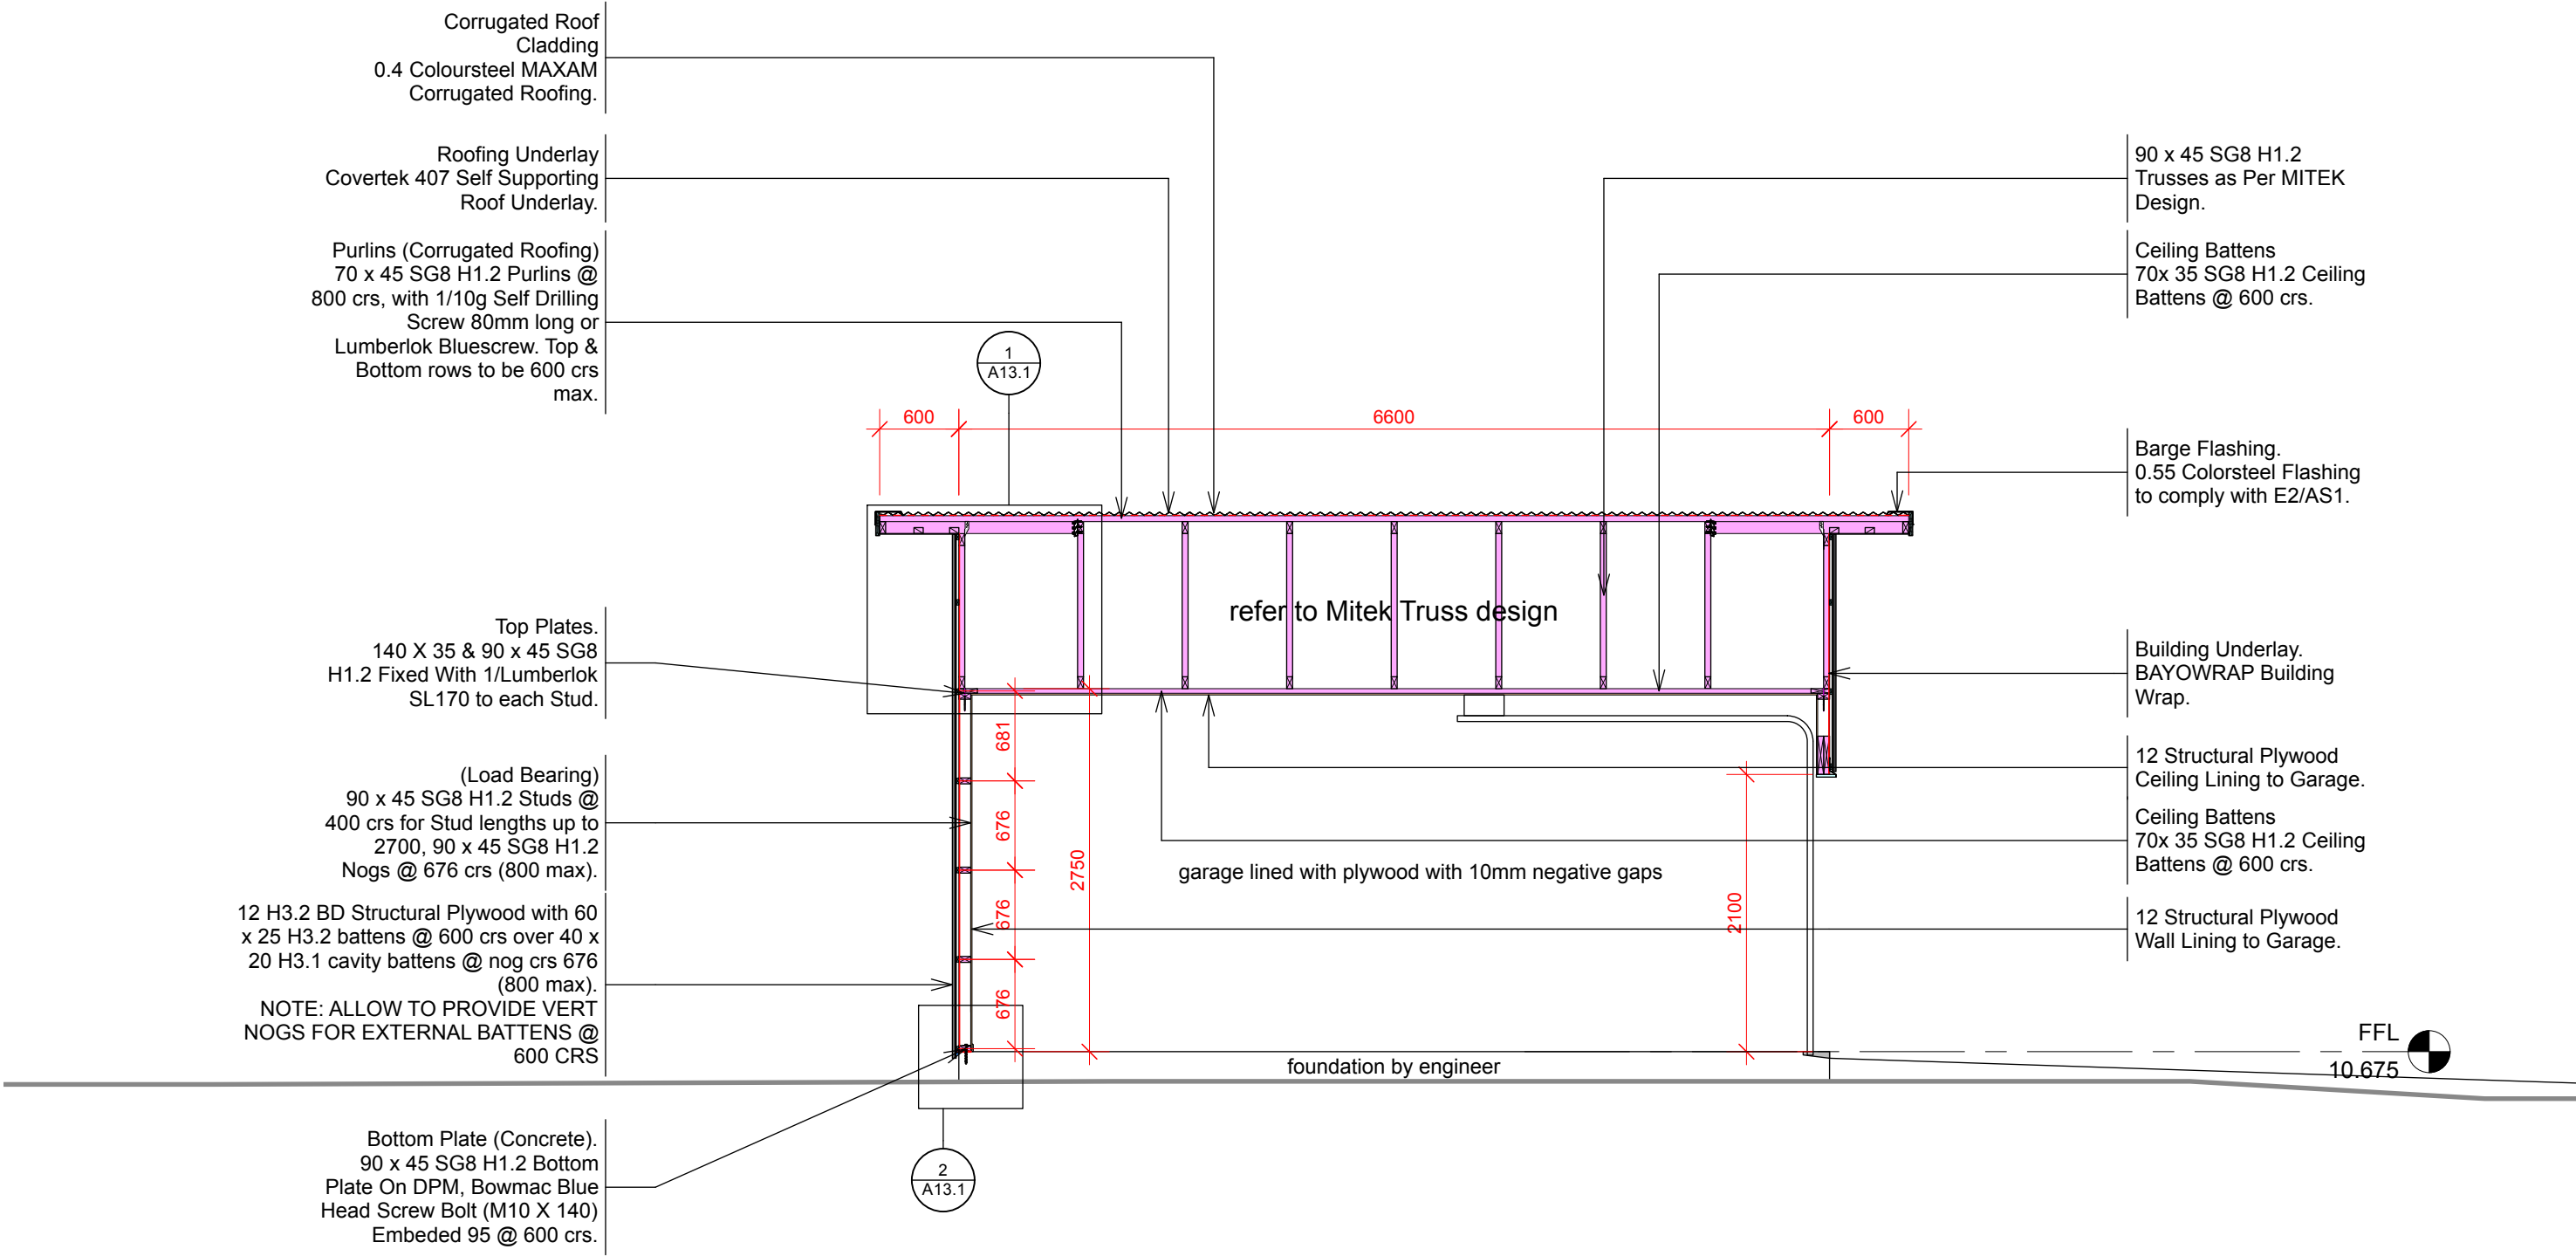 Corrugated Roof
Cladding
0.4 Coloursteel MAXAM
Corrugated Roofing.
Roofing Underlay
Covertek 407 Self Supporting
Roof Underlay.
Purlins (Corrugated Roofing)
70 x 45 SG8 H1.2 Purlins @
800 crs, with 1/10g Self Drilling
Screw 80mm long or
Lumberlok Bluescrew. Top &
Bottom rows to be 600 crs
max.
Top Plates.
140 X 35 & 90 x 45 SG8
H1.2 Fixed With 1/Lumberlok
SL170 to each Stud.
(Load Bearing)
90 x 45 SG8 H1.2 Studs @
400 crs for Stud lengths up to
2700, 90 x 45 SG8 H1.2
Nogs @ 676 crs (800 max).
12 H3.2 BD Structural Plywood with 60
x 25 H3.2 battens @ 600 crs over 40 x
20 H3.1 cavity battens @ nog crs 676
(800 max).
NOTE: ALLOW TO PROVIDE VERT
NOGS FOR EXTERNAL BATTENS @
600 CRS
Bottom Plate (Concrete).
90 x 45 SG8 H1.2 Bottom
Plate On DPM, Bowmac Blue
Head Screw Bolt (M10 X 140)
Embeded 95 @ 600 crs.
1
A13.1
600
6600
600
refer to Mitek Truss design
681
676
676
676
2750
2100
garage lined with plywood with 10mm negative gaps
foundation by engineer
2
A13.1
90 x 45 SG8 H1.2
Trusses as Per MITEK
Design.
Ceiling Battens
70x 35 SG8 H1.2 Ceiling
Battens @ 600 crs.
Barge Flashing.
0.55 Colorsteel Flashing
to comply with E2/AS1.
Building Underlay.
BAYOWRAP Building
Wrap.
12 Structural Plywood
Ceiling Lining to Garage.
Ceiling Battens
70x 35 SG8 H1.2 Ceiling
Battens @ 600 crs.
12 Structural Plywood
Wall Lining to Garage.
FFL
10.675